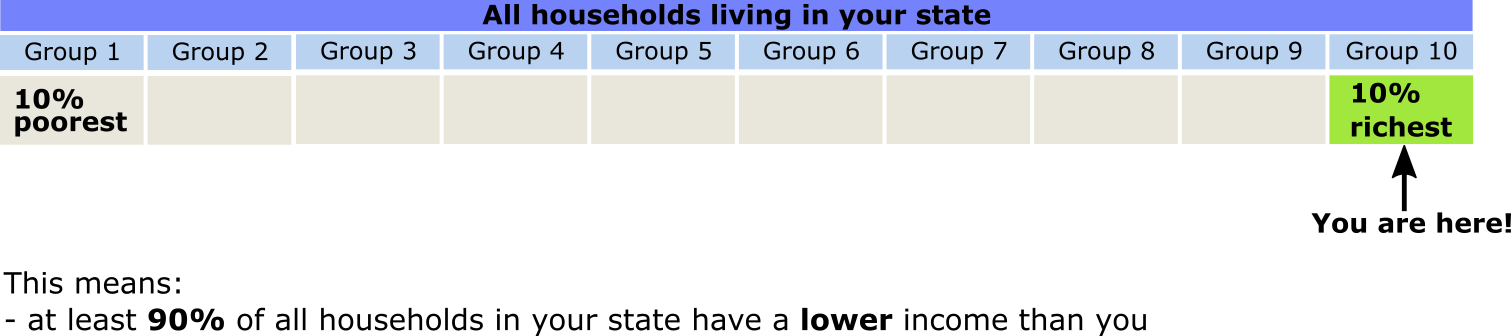 All households living in your state
Group 1 Group 2 Group 3 Group 4 Group 5 Group 6 Group 7 Group 8 Group 9 Group 10
10%
poorest
10%
richest
You are here!
This means:
- at least 90% of all households in your state have a lower income than you